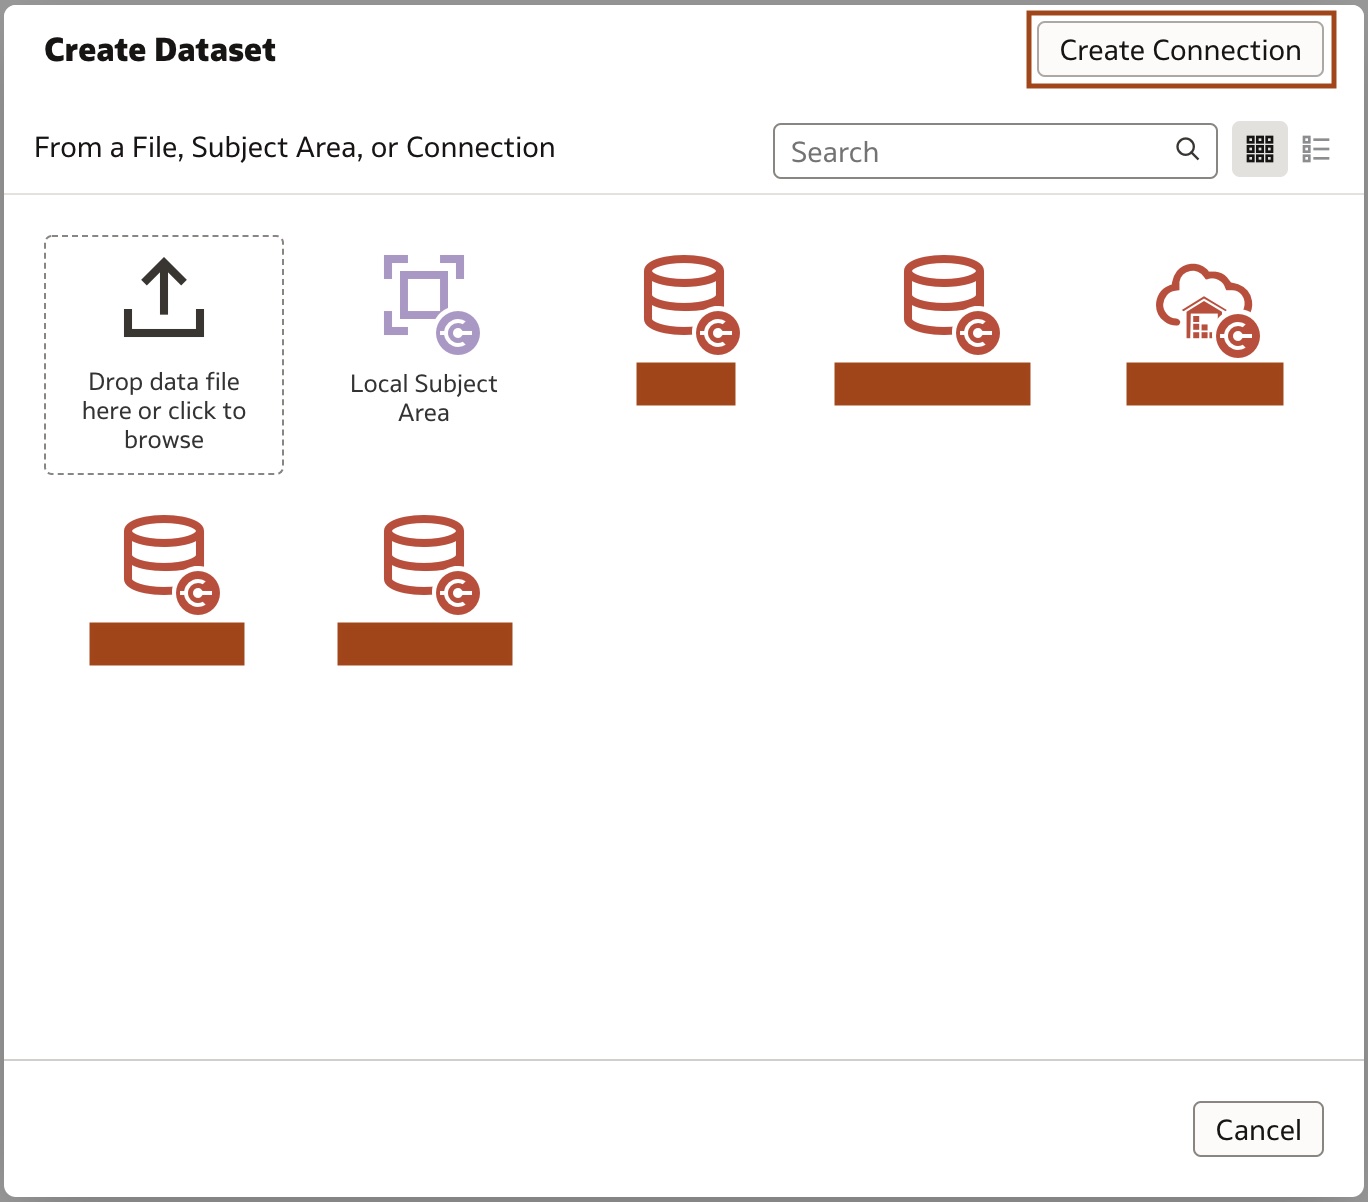 Create Dataset
Create Connection
From a File, Subject Area, or Connection
Search
Drop data file
here or click to
browse
Local Subject
Area
Cancel